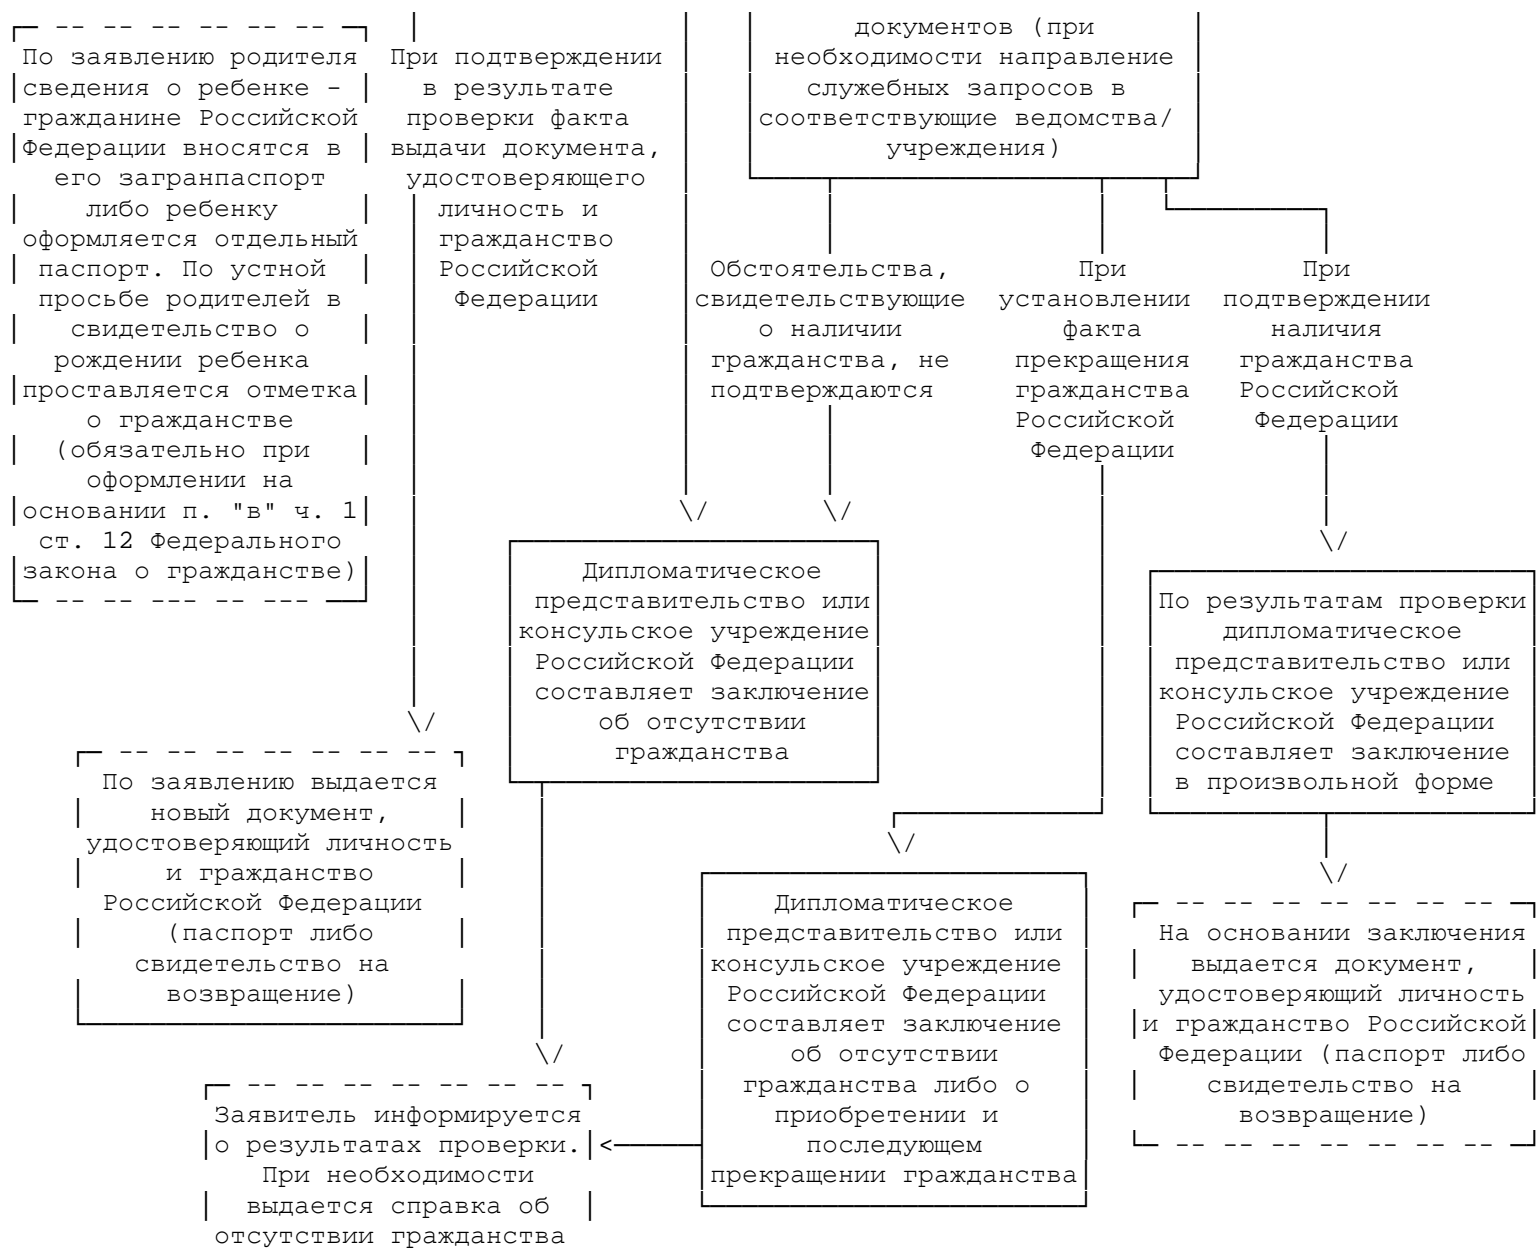 По заявлению родителя
сведения о ребенке -
гражданине Российской
Федерации вносятся в
его загранпаспорт
либо ребенку
оформляется отдельный
паспорт. По устной
просьбе родителей в
свидетельство о
рождении ребенка
проставляется отметка
о гражданстве
(обязательно при
оформлении на
основании п. "в" ч. 1
ст. 12 Федерального
закона о гражданстве)
При подтверждении
в результате
проверки факта
выдачи документа,
удостоверяющего
личность и
гражданство
Российской
Федерации
документов (при
необходимости направление
служебных запросов в
соответствующие ведомства/
учреждения)
Обстоятельства,
свидетельствующие
о наличии
гражданства, не
подтверждаются
При
установлении
факта
прекращения
гражданства
Российской
Федерации
При
подтверждении
наличия
гражданства
Российской
Федерации
Дипломатическое
представительство или
консульское учреждение
Российской Федерации
составляет заключение
об отсутствии
гражданства
По результатам проверки
дипломатическое
представительство или
консульское учреждение
Российской Федерации
составляет заключение
в произвольной форме
По заявлению выдается
новый документ,
удостоверяющий личность
и гражданство
Российской Федерации
(паспорт либо
свидетельство на
возвращение)
Дипломатическое
представительство или
консульское учреждение
Российской Федерации
составляет заключение
об отсутствии
гражданства либо о
приобретении и
последующем
прекращении гражданства
На основании заключения
выдается документ,
удостоверяющий личность
и гражданство Российской
Федерации (паспорт либо
свидетельство на
возвращение)
Заявитель информируется
о результатах проверки.
При необходимости
выдается справка об
отсутствии гражданства